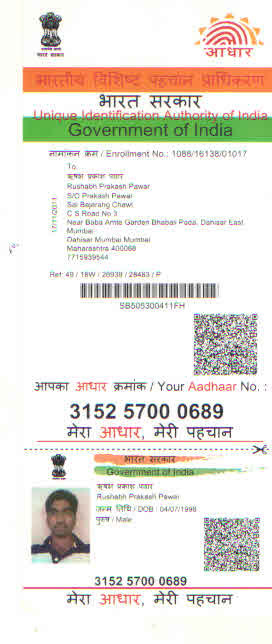 भारत सरकार
आधार
भारतीय विशिष्ट पहचान प्राधिकरण
भारत सरकार
Unique Identification Authority of India
Government of India
नामांकन क्रम / Enrollment No.: 1088/16138/01017
To,
ऋषभ प्रकाश पवार
Rushabh Prakash Pawar
S/O Prakash Pawar
Sai Bajarang Chawl
C S Road No 3
Near Baba Amte Garden Bhabali Pada, Dahisar East,
Mumbai
Dahisar Mumbai Mumbai
Maharashtra 400068
7715939544
17/11/2011
Ref: 49 / 18W / 28939 / 28483 / P
SB505300411FH
आपका आधार क्रमांक / Your Aadhaar No. :
3152 5700 0689
मेरा आधार, मेरी पहचान
भारत सरकार
Government of India
ऋषभ प्रकाश पवार
Rushabh Prakash Pawar
जन्म तिथि / DOB : 04/07/1998
पुरुष / Male
3152 5700 0689
मेरा आधार, मेरी पहचान